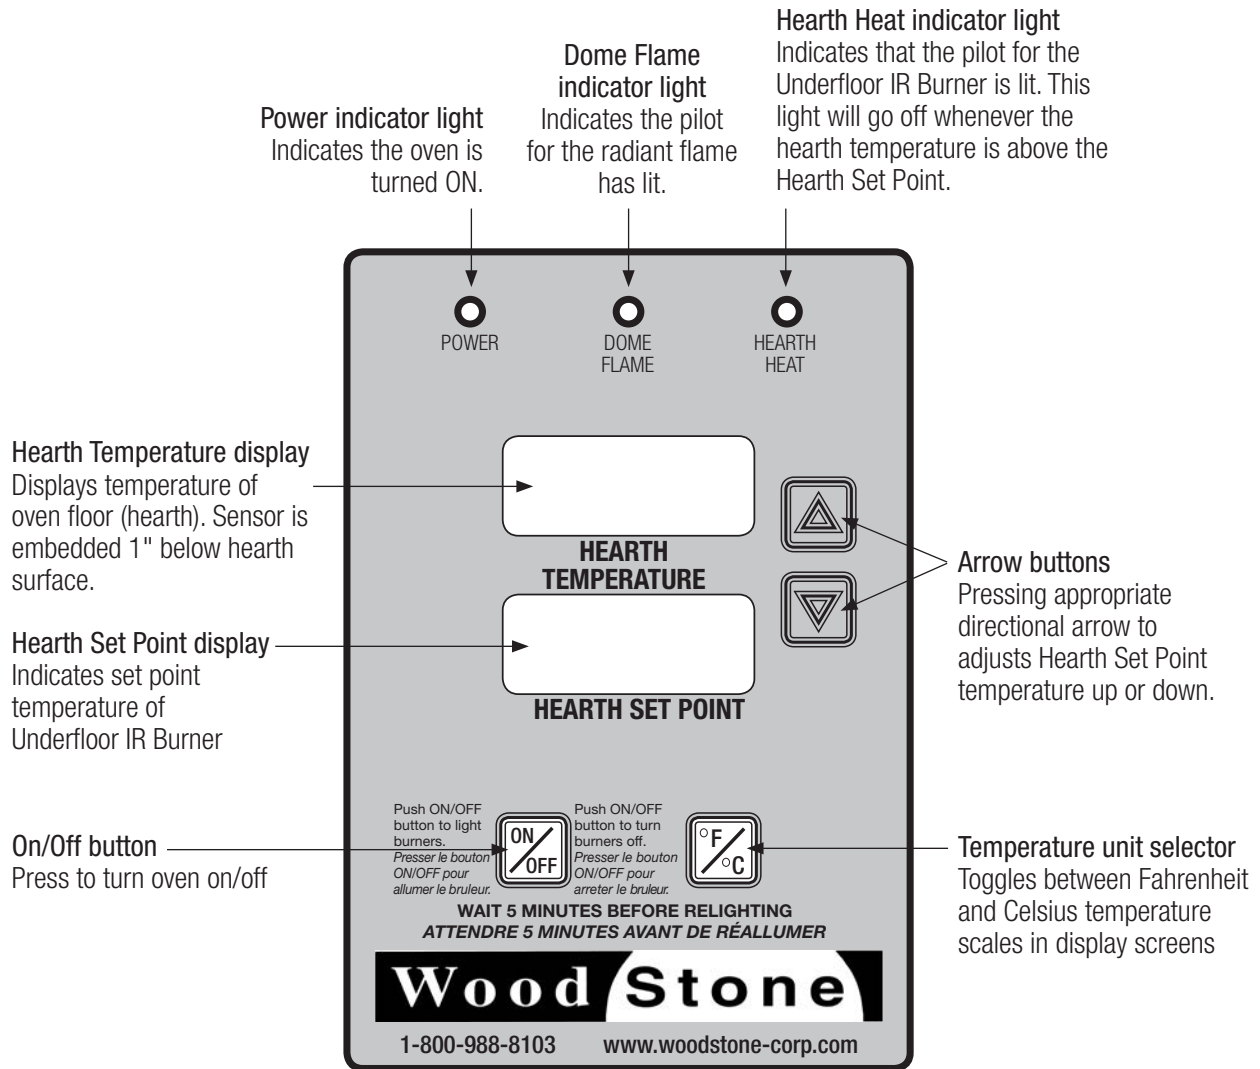 Hearth Heat indicator light
Indicates that the pilot for the
Underfloor IR Burner is lit. This
light will go off whenever the
hearth temperature is above the
Hearth Set Point.
Dome Flame
indicator light
Indicates the pilot
for the radiant flame
has lit.
Power indicator light
Indicates the oven is
turned ON.
POWER
DOME
FLAME
HEARTH
HEAT
Hearth Temperature display
Displays temperature of
oven floor (hearth). Sensor is
embedded 1" below hearth
surface.
HEARTH
TEMPERATURE
Arrow buttons
Pressing appropriate
directional arrow to
adjusts Hearth Set Point
temperature up or down.
Hearth Set Point display
Indicates set point
temperature of
Underfloor IR Burner
HEARTH SET POINT
On/Off button
Press to turn oven on/off
Push ON/OFF
button to light
burners.
Presser le bouton
ON/OFF pour
allumer le bruleur.
ON
OFF
Push ON/OFF
button to turn
burners off.
Presser le bouton
ON/OFF pour
arreter le bruleur.
°F
°C
Temperature unit selector
Toggles between Fahrenheit
and Celsius temperature
scales in display screens
WAIT 5 MINUTES BEFORE RELIGHTING
ATTENDRE 5 MINUTES AVANT DE RÉALLUMER
Wood Stone
1-800-988-8103 www.woodstone-corp.com